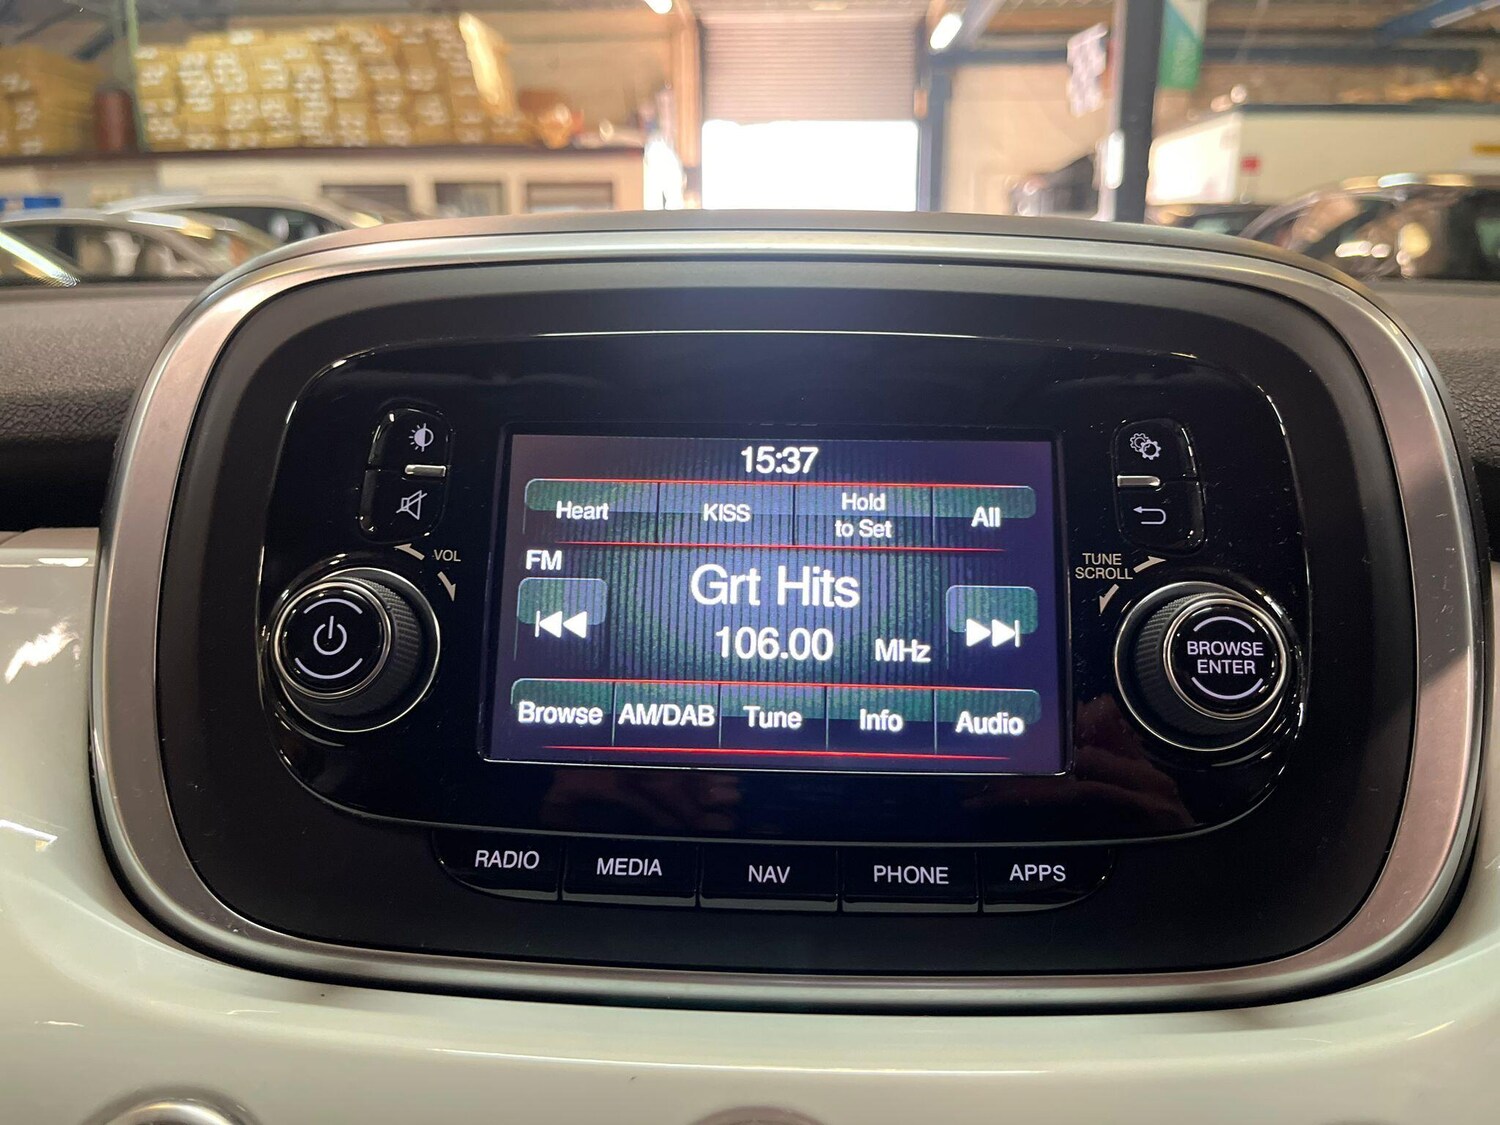 15:37
Heart KISS Hold to Set All
FM
Grt Hits
106.00 MHz
Browse AM/DAB Tune Info Audio
VOL
TUNE
SCROLL
BROWSE
ENTER
RADIO MEDIA NAV PHONE APPS